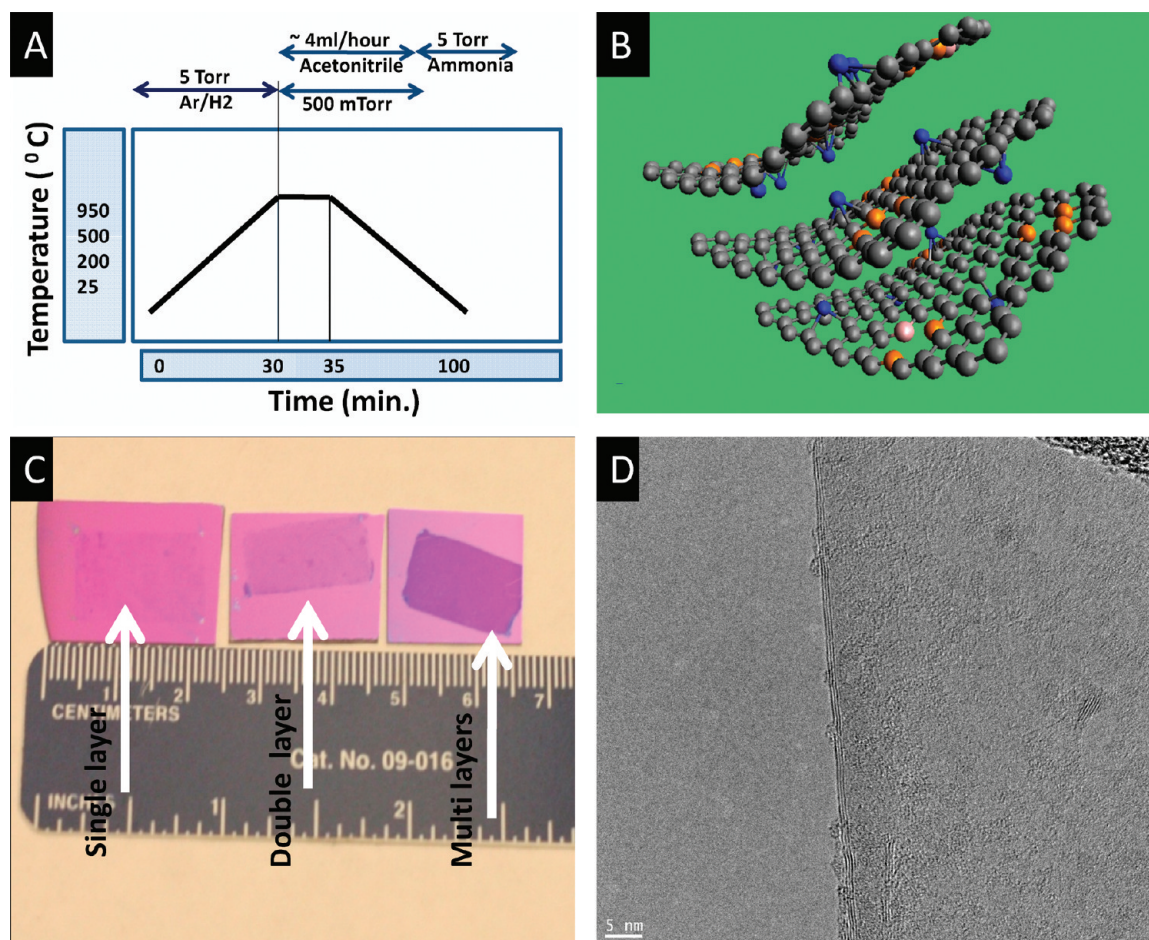 A
~ 4ml/hour
Acetonitrile
5 Torr
Ammonia
5 Torr
Ar/H2
500 mTorr
Temperature ( ⁰ C)
950
500
200
25
0 30 35 100
Time (min.)
B
C
1 2 3 4 5 6 7
CENTIMETERS
Cat. No. 09-016
INCHES
1 2
Single layer
Double layer
Multi layers
D
5 nm